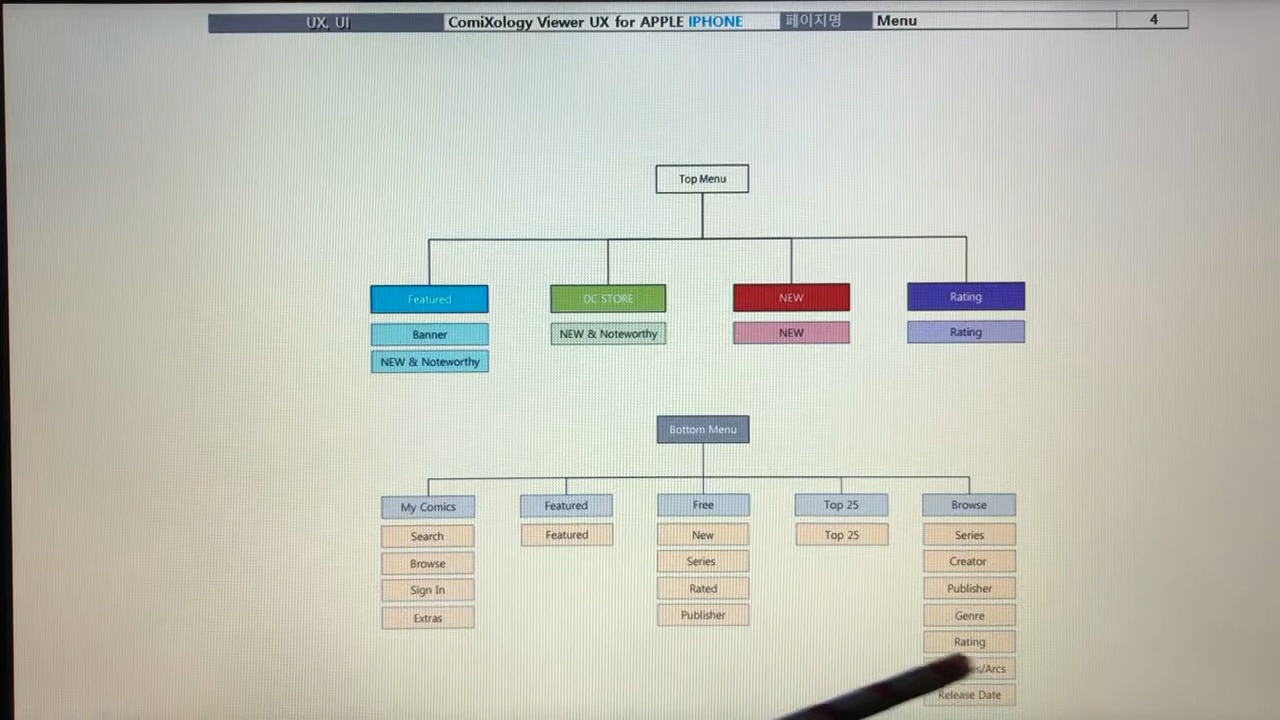 UX, UI ComiXology Viewer UX for APPLE IPHONE 페이지명 Menu 4
Top Menu
Featured DC STORE NEW Rating
Banner NEW & Noteworthy NEW Rating
NEW & Noteworthy
Bottom Menu
My Comics Featured Free Top 25 Browse
Search Featured New Top 25 Series
Browse Series Creator
Sign In Rated Publisher
Extras Publisher Genre
Rating
Release Date